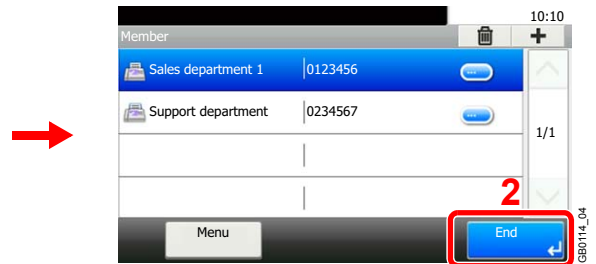 10:10
Member
Sales department 1 0123456
Support department 0234567
1/1
2
Menu
End
GB0114_04